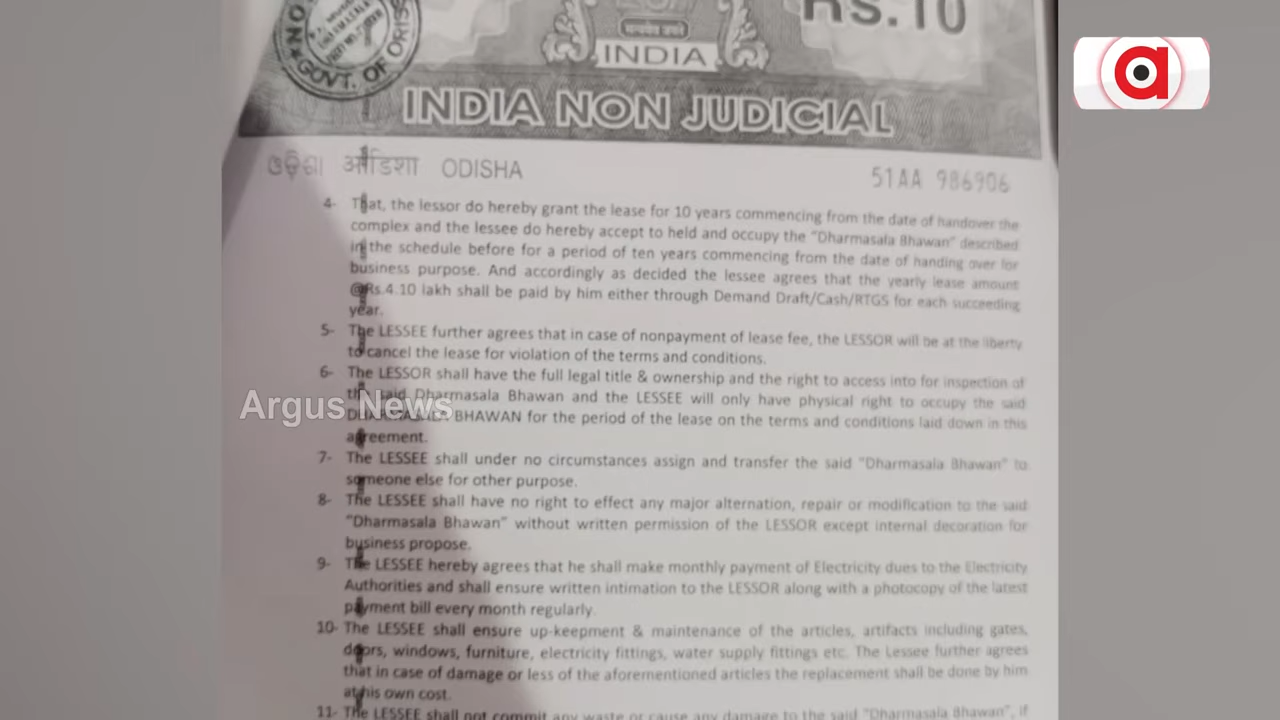 Rs.10
GOVT. OF ORISS
सत्यमेव जयते
INDIA
INDIA NON JUDICIAL
ଓଡ଼ିଶା ओडिशा ODISHA
51AA 986906
4- That, the lessor do hereby grant the lease for 10 years commencing from the date of handover the
complex and the lessee do hereby accept to held and occupy the "Dharmasala Bhawan" described
in the schedule before for a period of ten years commencing from the date of handing over for
business purpose. And accordingly as decided the lessee agrees that the yearly lease amount
@Rs.4.10 lakh shall be paid by him either through Demand Draft/Cash/RTGS for each succeeding
year.
5- The LESSEE further agrees that in case of nonpayment of lease fee, the LESSOR will be at the liberty
to cancel the lease for violation of the terms and conditions.
6- The LESSOR shall have the full legal title & ownership and the right to access into for inspection of
the said Dharmasala Bhawan and the LESSEE will only have physical right to occupy the said
DHARMASALA BHAWAN for the period of the lease on the terms and conditions laid down in this
agreement.
Argus News
7- The LESSEE shall under no circumstances assign and transfer the said "Dharmasala Bhawan" to
someone else for other purpose.
8- The LESSEE shall have no right to effect any major alternation, repair or modification to the said
"Dharmasala Bhawan" without written permission of the LESSOR except internal decoration for
business propose.
9- The LESSEE hereby agrees that he shall make monthly payment of Electricity dues to the Electricity
Authorities and shall ensure written intimation to the LESSOR along with a photocopy of the latest
payment bill every month regularly.
10- The LESSEE shall ensure up-keepment & maintenance of the articles, artifacts including gates,
doors, windows, furniture, electricity fittings, water supply fittings etc. The Lessee further agrees
that in case of damage or less of the aforementioned articles the replacement shall be done by him
at his own cost.
11- The LESSEE shall not commit any waste or cause any damage to the said "Dharmasala Bhawan", if